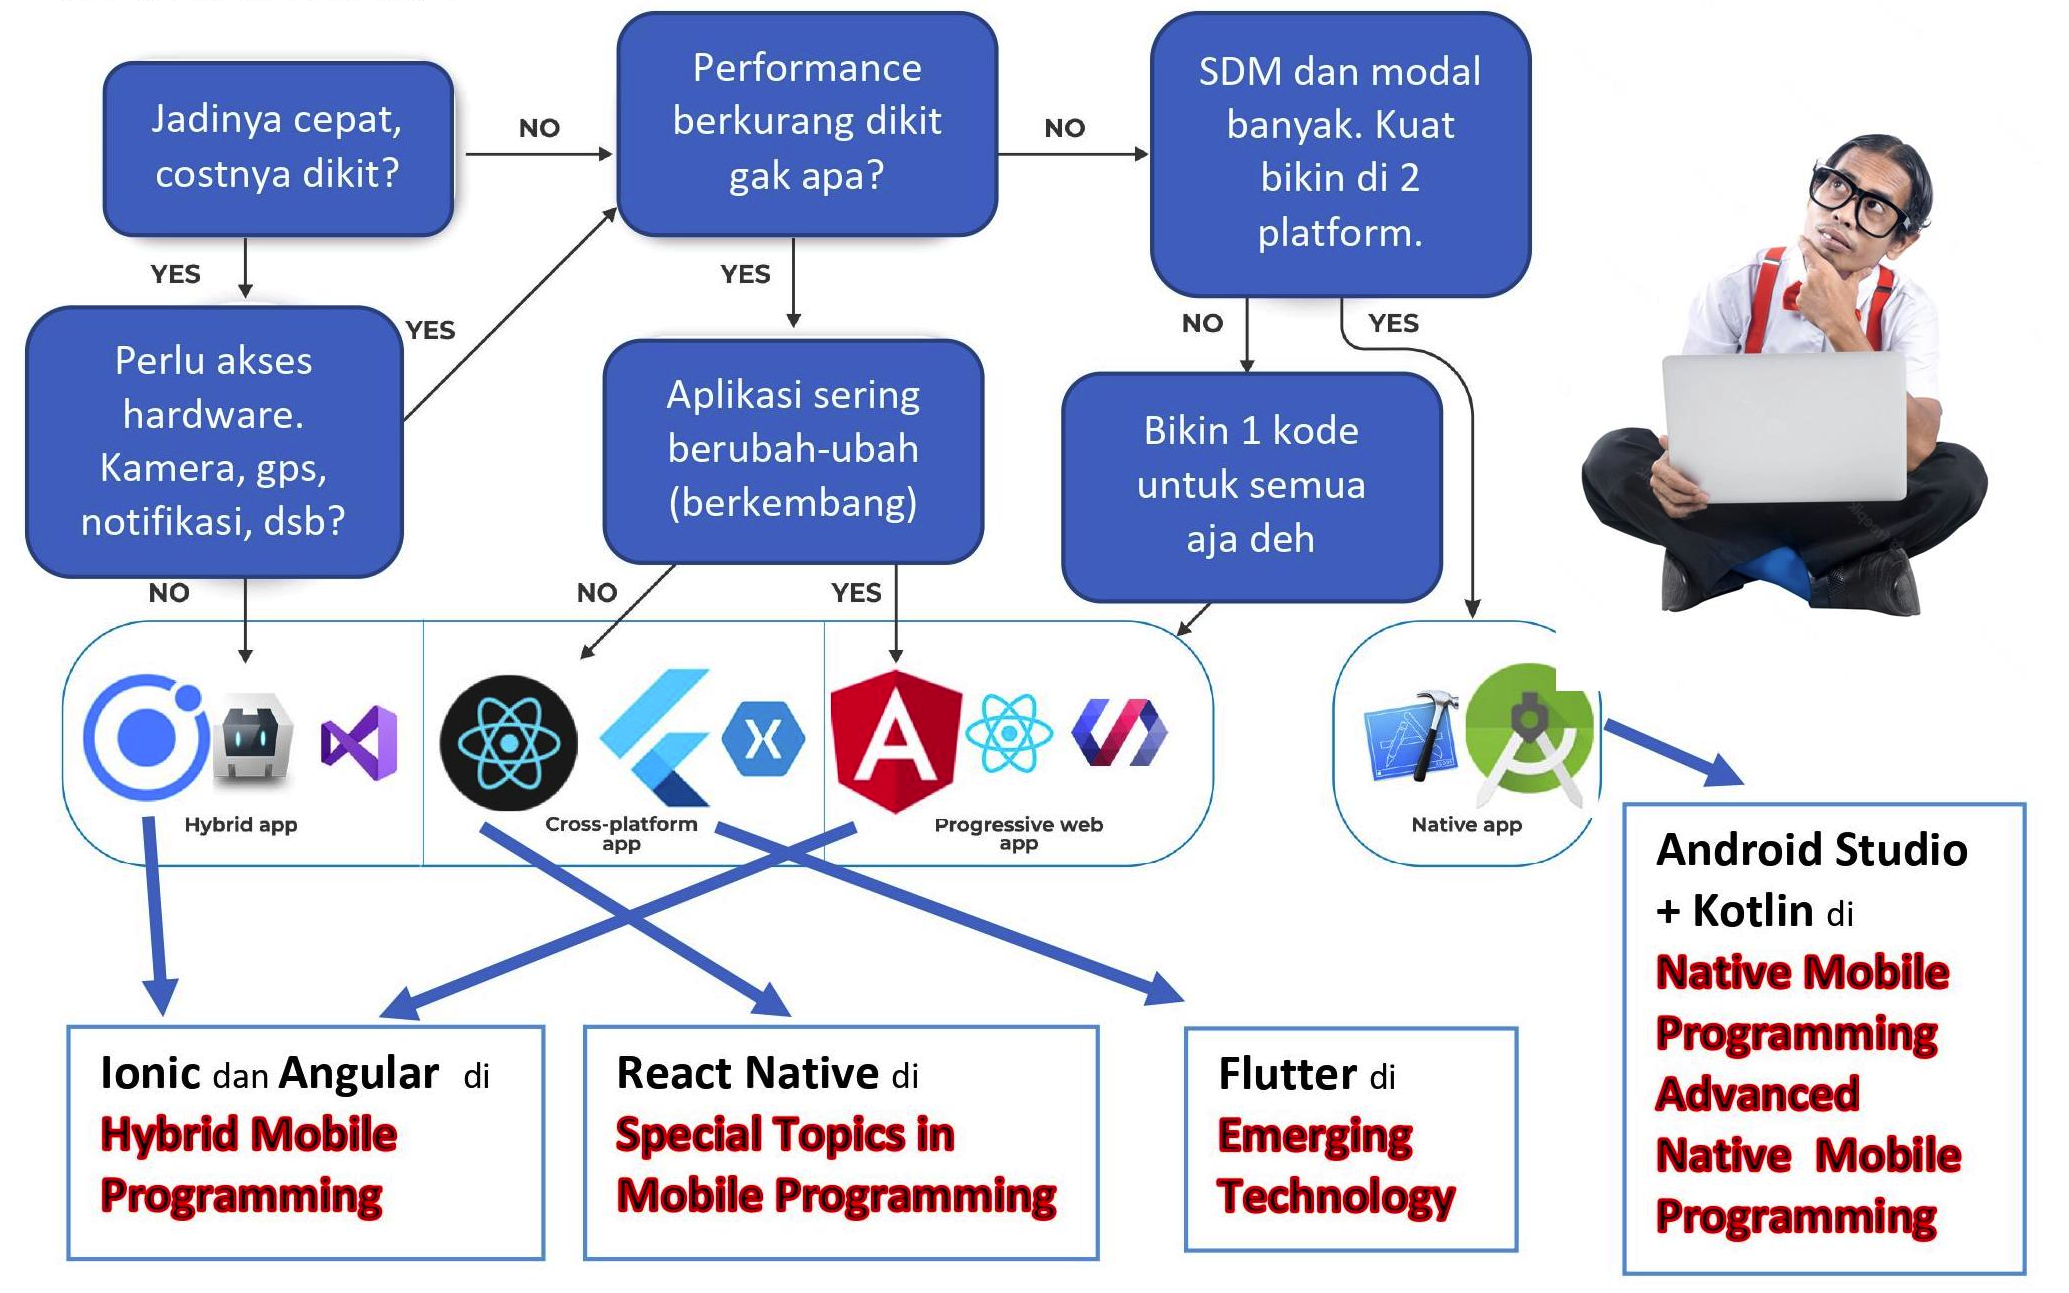 Jadinya cepat,
costnya dikit?
NO
Performance
berkurang dikit
gak apa?
NO
SDM dan modal
banyak. Kuat
bikin di 2
platform.
YES
YES
YES
NO
YES
Perlu akses
hardware.
Kamera, gps,
notifikasi, dsb?
Aplikasi sering
berubah-ubah
(berkembang)
Bikin 1 kode
untuk semua
aja deh
NO
NO
YES
Hybrid app
Cross-platform
app
Progressive web
app
Native app
Ionic dan Angular di
Hybrid Mobile
Programming
React Native di
Special Topics in
Mobile Programming
Flutter di
Emerging
Technology
Android Studio
+ Kotlin di
Native Mobile
Programming
Advanced
Native Mobile
Programming